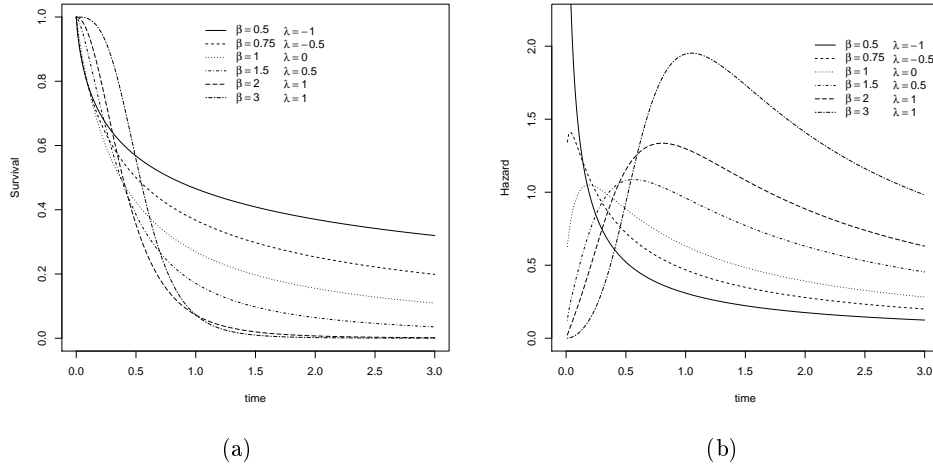 Survival
1.0
0.8
0.6
0.4
0.2
0.0
β = 0.5 λ = −1
β = 0.75 λ = −0.5
β = 1 λ = 0
β = 1.5 λ = 0.5
β = 2 λ = 1
β = 3 λ = 1
0.0 0.5 1.0 1.5 2.0 2.5 3.0
time
(a)
Hazard
2.0
1.5
1.0
0.5
0.0
β = 0.5 λ = −1
β = 0.75 λ = −0.5
β = 1 λ = 0
β = 1.5 λ = 0.5
β = 2 λ = 1
β = 3 λ = 1
0.0 0.5 1.0 1.5 2.0 2.5 3.0
time
(b)